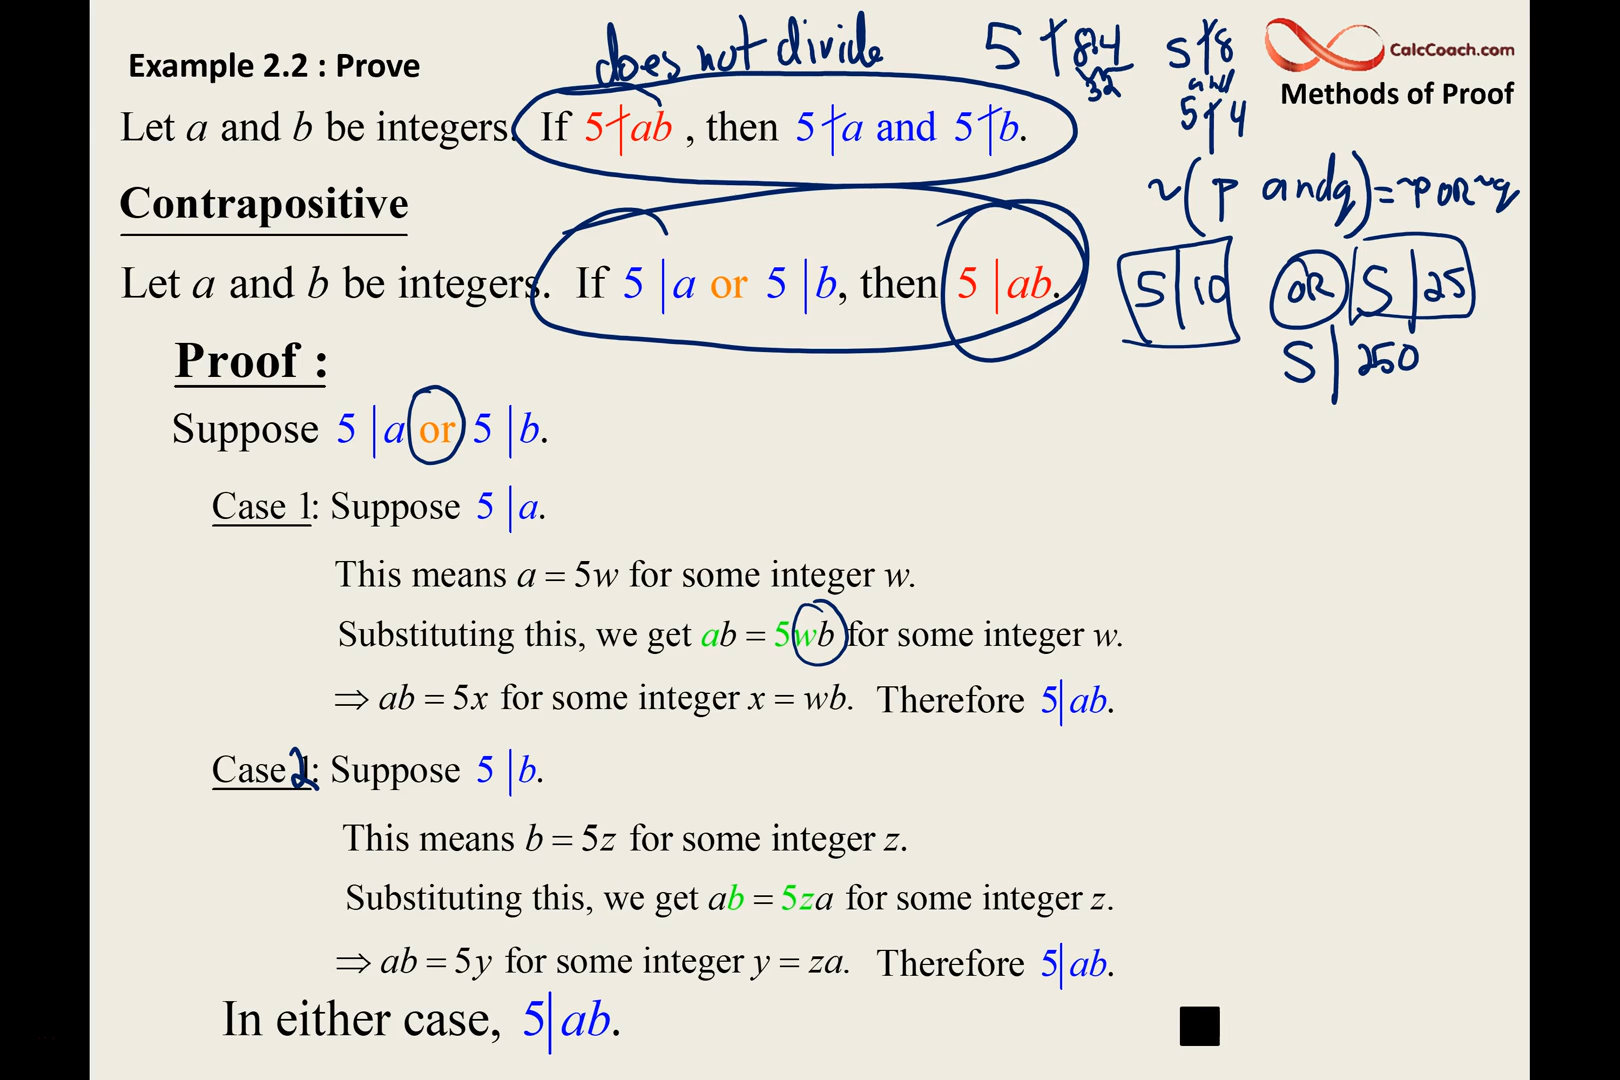 does not divide 5∤8·4 5∤8
32 and
5∤4
CalcCoach.com
Example 2.2 : Prove
Methods of Proof
Let a and b be integers. If 5∤ab , then 5∤a and 5∤b.
~(p and q) = ~p OR ~q
Contrapositive
Let a and b be integers. If 5 | a or 5 | b, then 5 | ab.
5 | 10 OR 5 | 25
5 | 250
Proof :
Suppose 5 | a or 5 | b.
Case 1: Suppose 5 | a.
This means a = 5w for some integer w.
Substituting this, we get ab = 5wb for some integer w.
⇒ ab = 5x for some integer x = wb. Therefore 5|ab.
Case 2: Suppose 5 | b.
This means b = 5z for some integer z.
Substituting this, we get ab = 5za for some integer z.
⇒ ab = 5y for some integer y = za. Therefore 5|ab.
In either case, 5|ab.